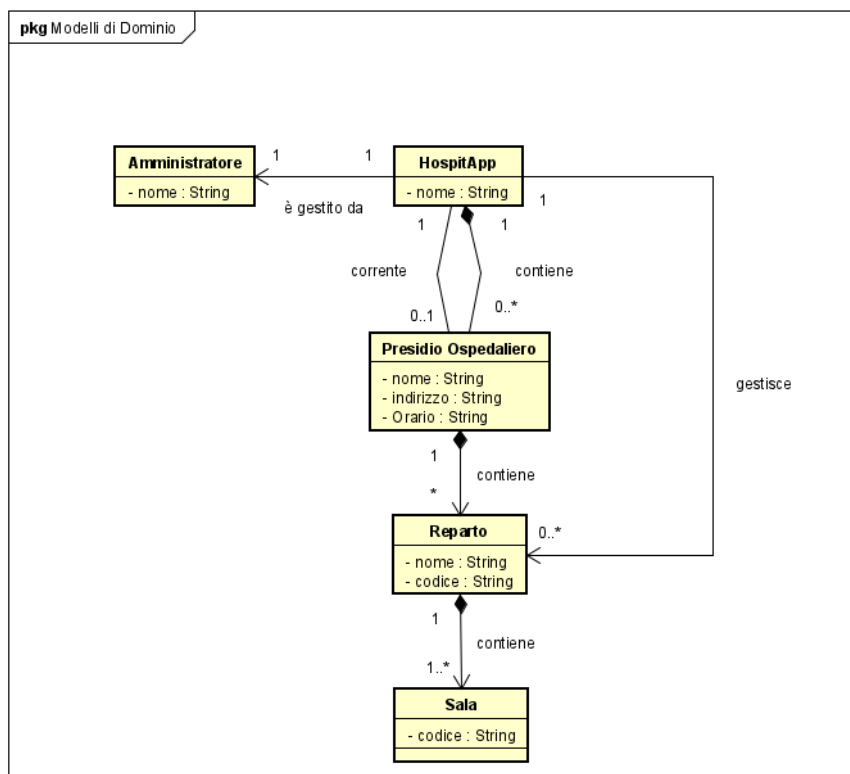 pkg Modelli di Dominio
Amministratore
- nome : String
1
1
è gestito da
HospitApp
- nome : String
1
1
1
corrente
contiene
0..1
0..*
gestisce
Presidio Ospedaliero
- nome : String
- indirizzo : String
- Orario : String
1
contiene
*
Reparto
- nome : String
- codice : String
0..*
1
contiene
1..*
Sala
- codice : String